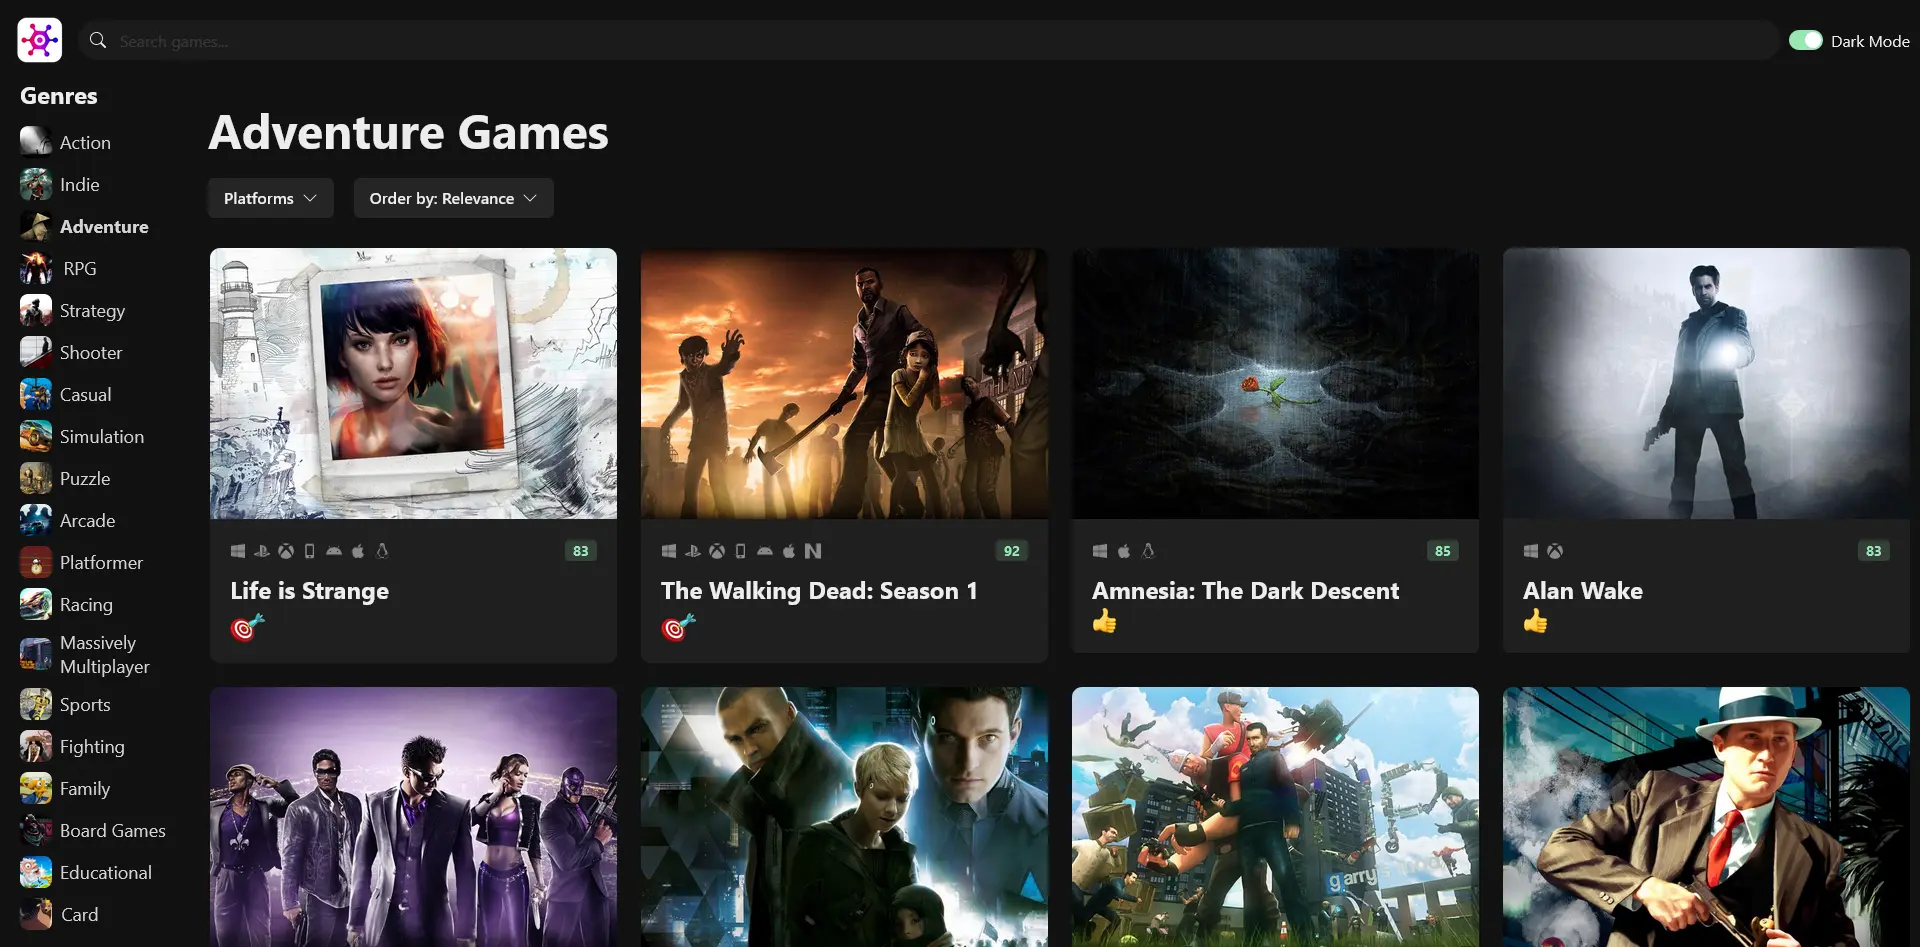 Search games...
Dark Mode
Genres
Action
Indie
Adventure
RPG
Strategy
Shooter
Casual
Simulation
Puzzle
Arcade
Platformer
Racing
Massively
Multiplayer
Sports
Fighting
Family
Board Games
Educational
Card
Adventure Games
Platforms
Order by: Relevance
83
Life is Strange
92
The Walking Dead: Season 1
85
Amnesia: The Dark Descent
83
Alan Wake
garry